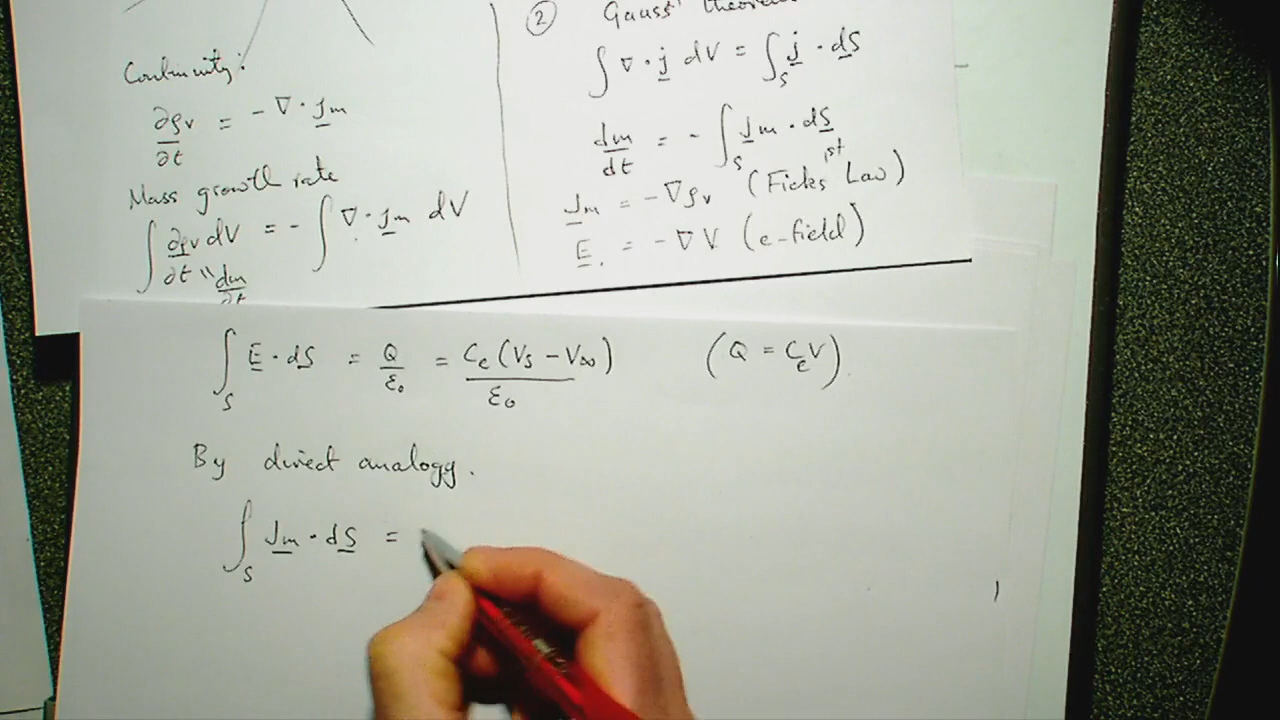 Continuity:
∂ρv/∂t = - ∇ · Jm
Mass growth rate
∫ ∂ρv/∂t dV = - ∫ ∇ · Jm dV
" dm/∂t
② Gauss' theorem
∫ ∇ · j dV = ∫S j · dS
dm/dt = - ∫S Jm · dS
Jm = - ∇ρv (Ficks 1st Law)
E = - ∇V (e-field)
∫S E · dS = Q/ε0 = Ce(Vs - V∞)/ε0 (Q = CeV)
By direct analogy.
∫S Jm · dS =